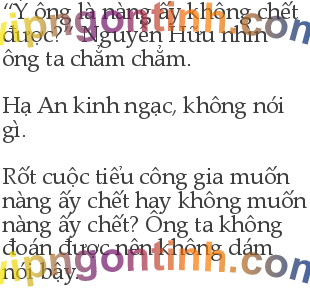 “Ý ông là nàng ấy không chết
được?” Nguyên Hữu nhìn
ông ta chằm chằm.
Hạ An kinh ngạc, không nói
gì.
Rốt cuộc tiểu công gia muốn
nàng ấy chết hay không muốn
nàng ấy chết? Ông ta không
đoán được nên không dám
nói bậy.
vipngontinh.com
vipngontinh.com